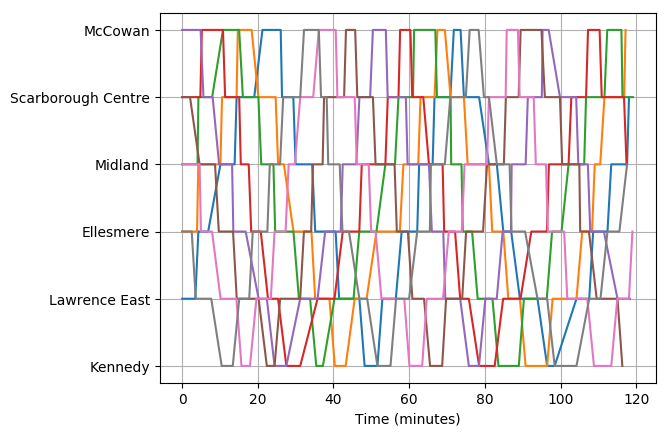 McCowan
Scarborough Centre
Midland
Ellesmere
Lawrence East
Kennedy
0 20 40 60 80 100 120
Time (minutes)